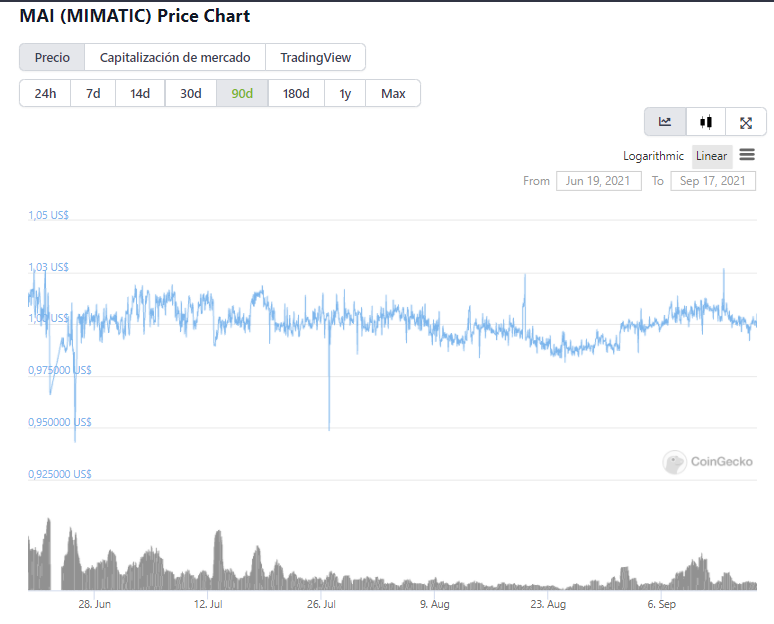 MAI (MIMATIC) Price Chart
Precio Capitalización de mercado TradingView
24h 7d 14d 30d 90d 180d 1y Max
Logarithmic Linear
From Jun 19, 2021 To Sep 17, 2021
1,05 US$
1,03 US$
1,00 US$
0,975000 US$
0,950000 US$
0,925000 US$
CoinGecko
28. Jun 12. Jul 26. Jul 9. Aug 23. Aug 6. Sep